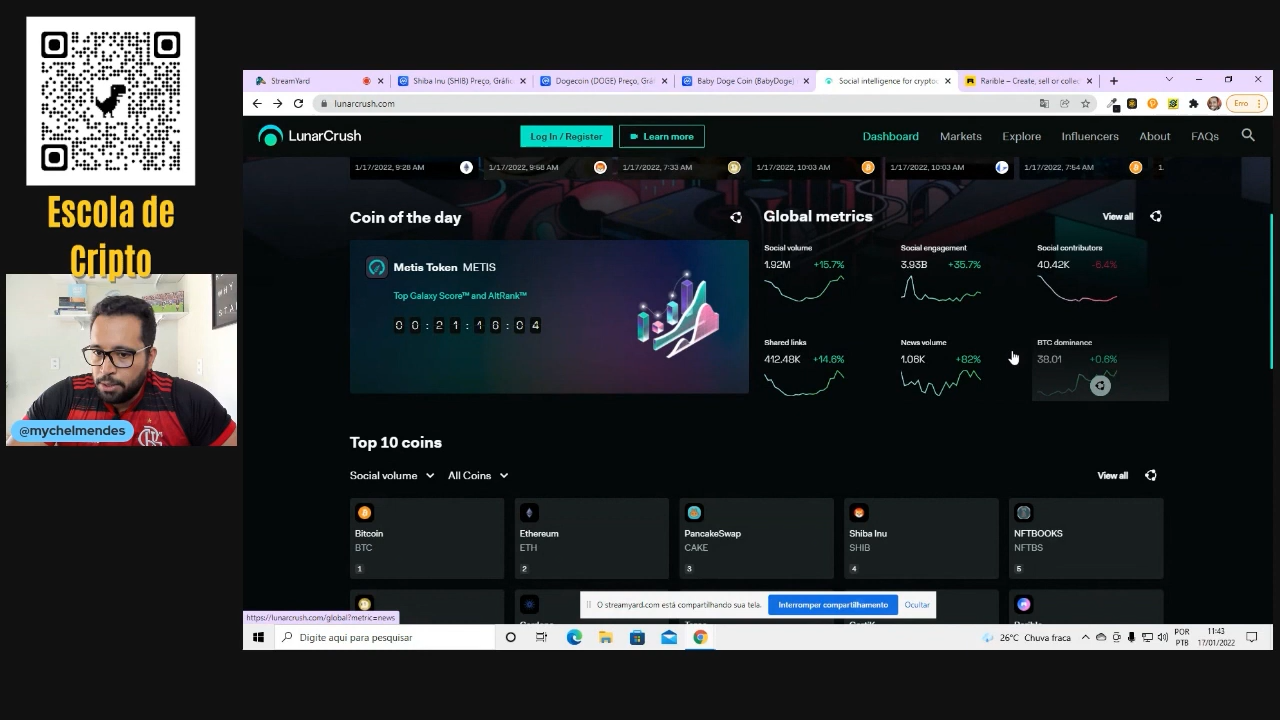 Escola de
Cripto
@mychelmendes
StreamYard
Shiba Inu (SHIB) Preço, Gráfic
Dogecoin (DOGE) Preço, Grá
Baby Doge Coin (BabyDoge)
Social intelligence for crypto
Rarible – Create, sell or collec
lunarcrush.com
Erro
LunarCrush
Log In / Register
Learn more
Dashboard
Markets
Explore
Influencers
About
FAQs
1/17/2022, 9:28 AM
1/17/2022, 9:58 AM
1/17/2022, 7:33 AM
1/17/2022, 10:03 AM
1/17/2022, 10:03 AM
1/17/2022, 7:54 AM
1.
Coin of the day
Metis Token METIS
Top Galaxy Score™ and AltRank™
00:21:16:04
Global metrics
View all
Social volume
1.92M +15.7%
Social engagement
3.93B +35.7%
Social contributors
40.42K -5.4%
Shared links
412.48K +14.6%
News volume
1.06K +82%
BTC dominance
38.01 +0.6%
Top 10 coins
Social volume
All Coins
View all
Bitcoin
BTC
1
Ethereum
ETH
2
PancakeSwap
CAKE
3
Shiba Inu
SHIB
4
NFTBOOKS
NFTBS
5
O streamyard.com está compartilhando sua tela.
Interromper compartilhamento
Ocultar
https://lunarcrush.com/global?metric=news
Digite aqui para pesquisar
26°C Chuva fraca
POR
PTB
11:43
17/01/2022